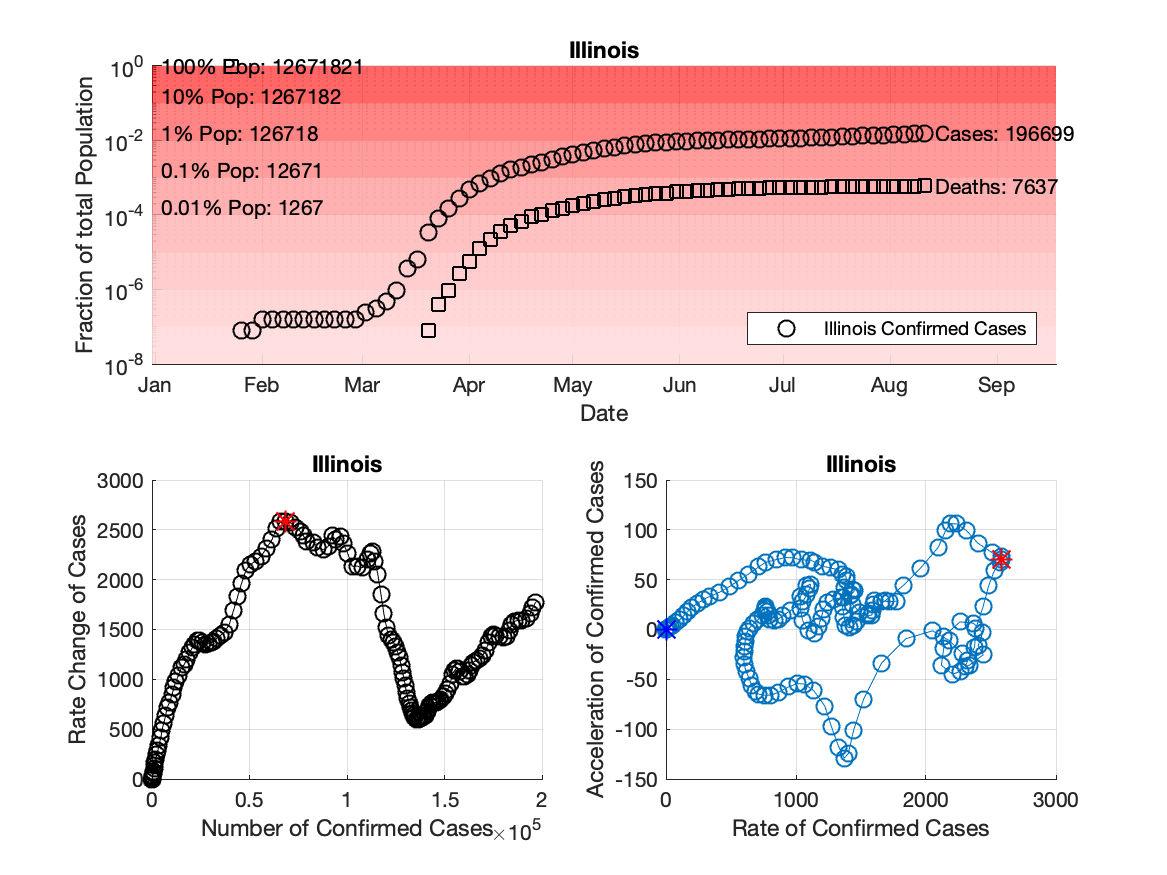 Illinois
Fraction of total Population
10^0
10^-2
10^-4
10^-6
10^-8
100% Pop: 12671821
10% Pop: 1267182
1% Pop: 126718
0.1% Pop: 12671
0.01% Pop: 1267
Cases: 196699
Deaths: 7637
Illinois Confirmed Cases
Jan Feb Mar Apr May Jun Jul Aug Sep
Date
Illinois
Rate Change of Cases
3000
2500
2000
1500
1000
500
0
0 0.5 1 1.5 2
Number of Confirmed Cases ×10^5
Illinois
Acceleration of Confirmed Cases
150
100
50
0
-50
-100
-150
0 1000 2000 3000
Rate of Confirmed Cases